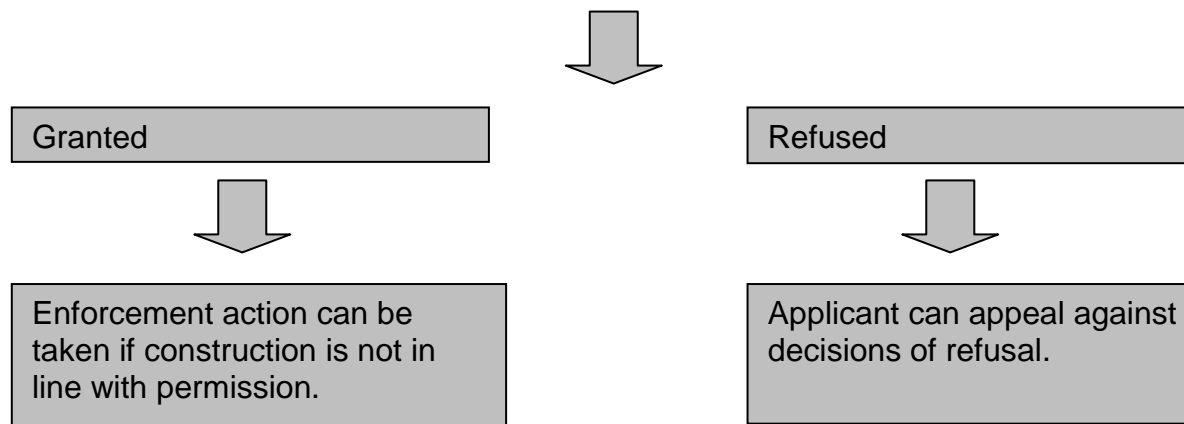 Granted
Refused
Enforcement action can be
taken if construction is not in
line with permission.
Applicant can appeal against
decisions of refusal.